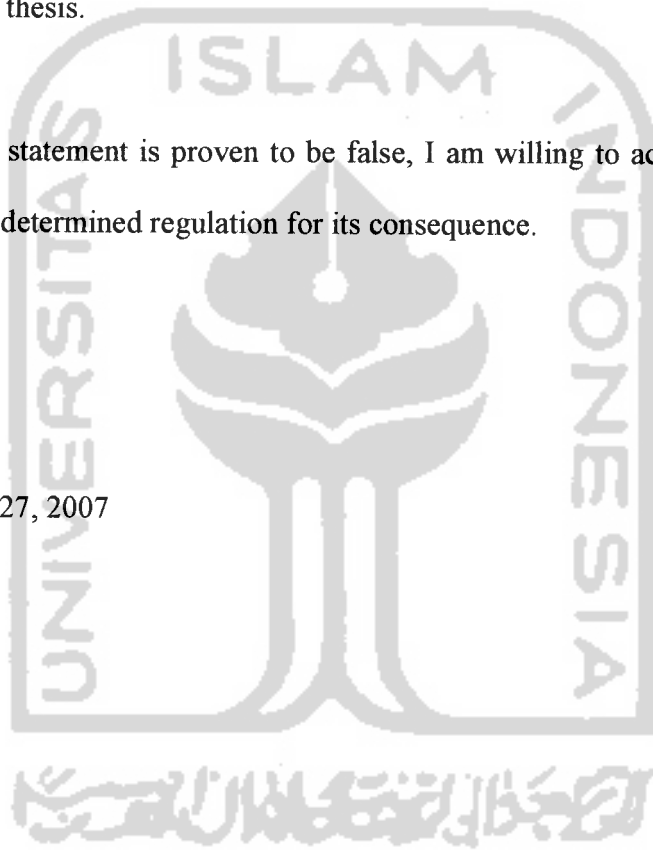 thesis.
ISLAM
statement is proven to be false, I am willing to ac
determined regulation for its consequence.
UNIVERSITAS
INDONESIA
27, 2007